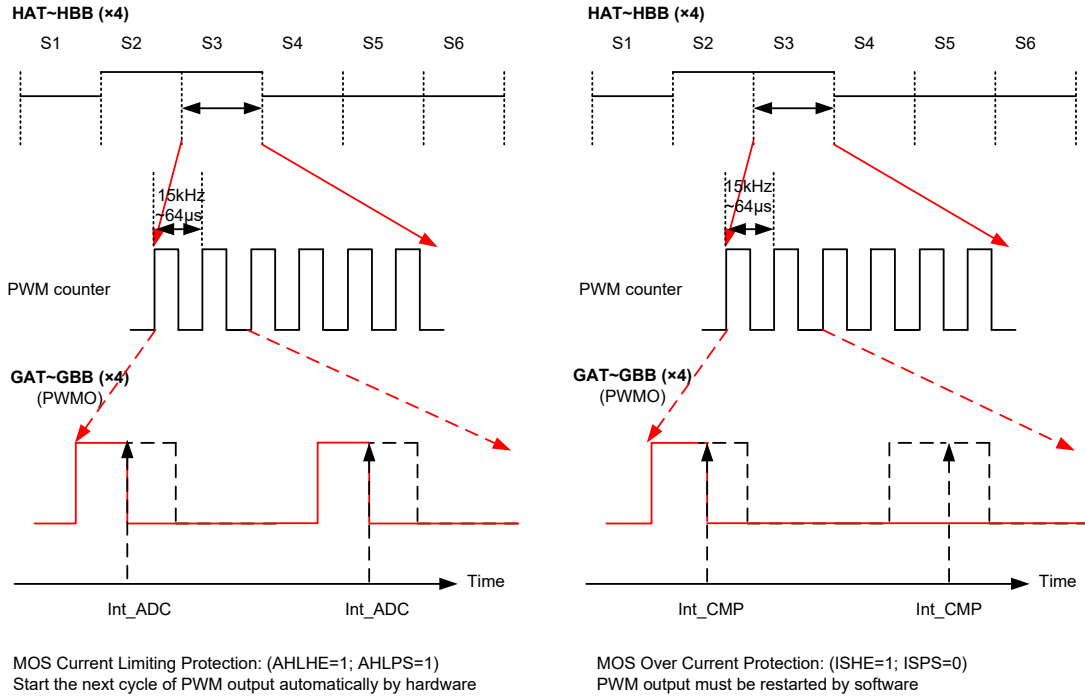 HAT~HBB (×4)
S1 S2 S3 S4 S5 S6
15kHz
~64µs
PWM counter
GAT~GBB (×4)
(PWMO)
Time
Int_ADC Int_ADC
MOS Current Limiting Protection: (AHLHE=1; AHLPS=1)
Start the next cycle of PWM output automatically by hardware
HAT~HBB (×4)
S1 S2 S3 S4 S5 S6
15kHz
~64µs
PWM counter
GAT~GBB (×4)
(PWMO)
Time
Int_CMP Int_CMP
MOS Over Current Protection: (ISHE=1; ISPS=0)
PWM output must be restarted by software